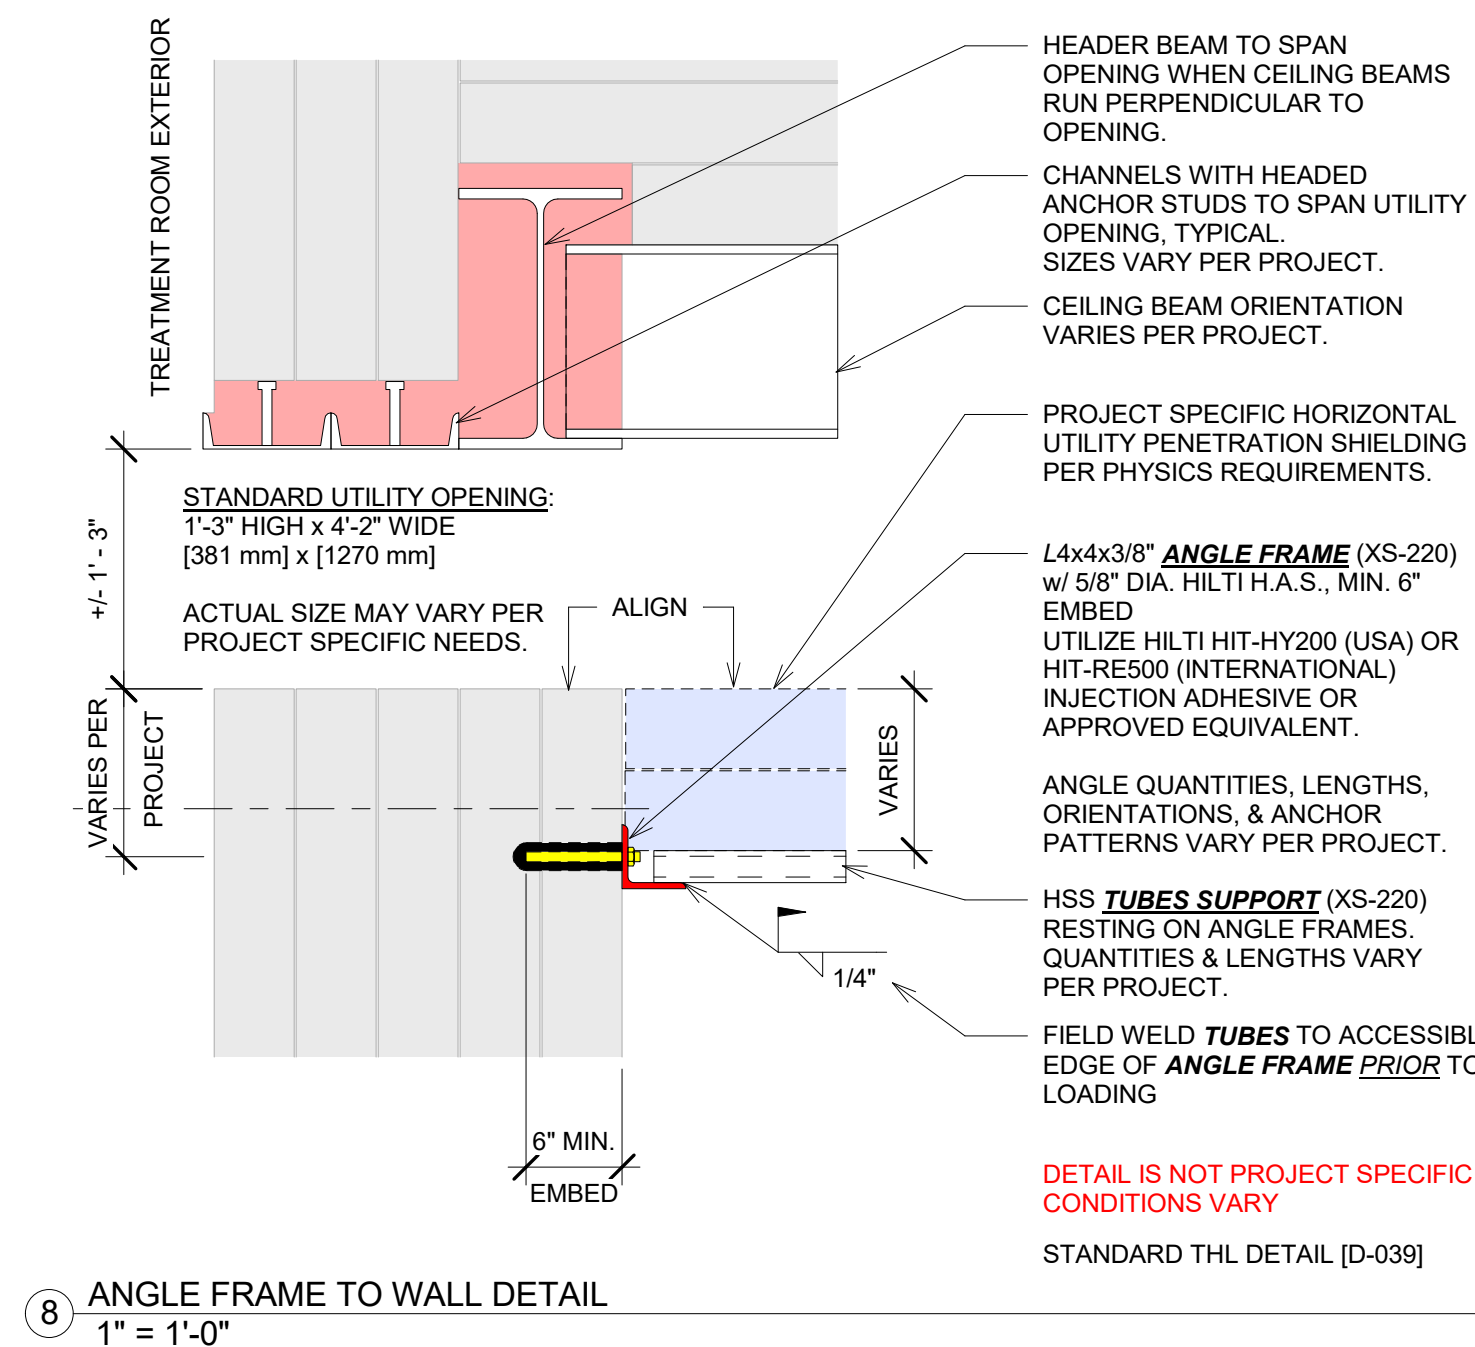 TREATMENT ROOM EXTERIOR
HEADER BEAM TO SPAN
OPENING WHEN CEILING BEAMS
RUN PERPENDICULAR TO
OPENING.
CHANNELS WITH HEADED
ANCHOR STUDS TO SPAN UTILITY
OPENING, TYPICAL.
SIZES VARY PER PROJECT.
CEILING BEAM ORIENTATION
VARIES PER PROJECT.
PROJECT SPECIFIC HORIZONTAL
UTILITY PENETRATION SHIELDING
PER PHYSICS REQUIREMENTS.
+/- 1' - 3"
STANDARD UTILITY OPENING:
1'-3" HIGH x 4'-2" WIDE
[381 mm] x [1270 mm]
ACTUAL SIZE MAY VARY PER
PROJECT SPECIFIC NEEDS.
ALIGN
L4x4x3/8" ANGLE FRAME (XS-220)
w/ 5/8" DIA. HILTI H.A.S., MIN. 6"
EMBED
UTILIZE HILTI HIT-HY200 (USA) OR
HIT-RE500 (INTERNATIONAL)
INJECTION ADHESIVE OR
APPROVED EQUIVALENT.
ANGLE QUANTITIES, LENGTHS,
ORIENTATIONS, & ANCHOR
PATTERNS VARY PER PROJECT.
VARIES PER
PROJECT
VARIES
HSS TUBES SUPPORT (XS-220)
RESTING ON ANGLE FRAMES.
QUANTITIES & LENGTHS VARY
PER PROJECT.
1/4"
FIELD WELD TUBES TO ACCESSIBL
EDGE OF ANGLE FRAME PRIOR TO
LOADING
6" MIN.
EMBED
DETAIL IS NOT PROJECT SPECIFIC
CONDITIONS VARY
STANDARD THL DETAIL [D-039]
8
ANGLE FRAME TO WALL DETAIL
1" = 1'-0"